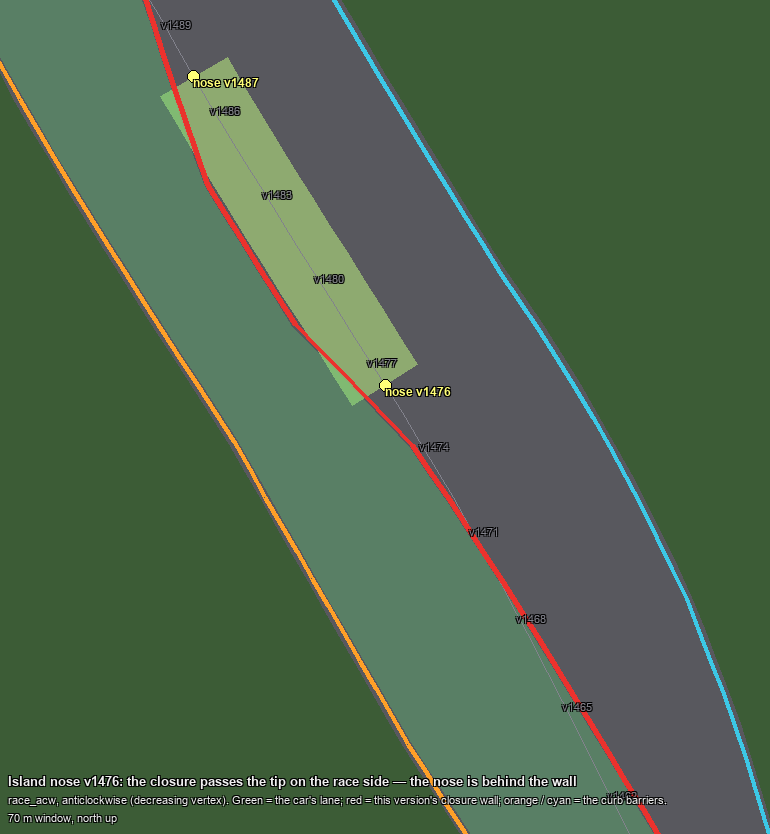 v1489
nose v1487
v1486
v1483
v1480
v1477
nose v1476
v1474
v1471
v1468
v1465
Island nose v1476: the closure passes the tip on the race side — the nose is behind the wall
v1462
race_acw, anticlockwise (decreasing vertex). Green = the car's lane; red = this version's closure wall; orange / cyan = the curb barriers.
70 m window, north up